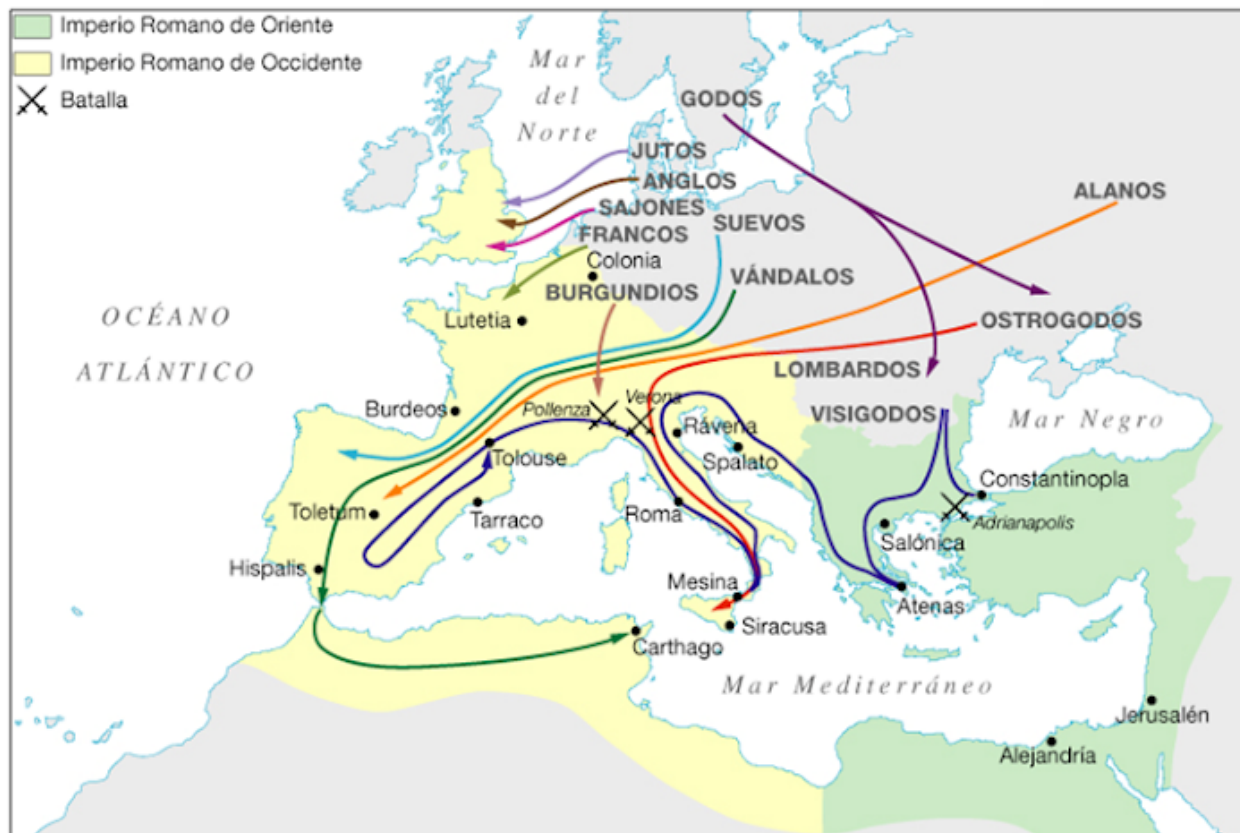 Imperio Romano de Oriente
Imperio Romano de Occidente
Batalla
Mar
del
Norte
GODOS
JUTOS
ANGLOS
ALANOS
SAJONES
SUEVOS
FRANCOS
Colonia
VÁNDALOS
BURGUNDIOS
OCÉANO
ATLÁNTICO
Lutetia
OSTROGODOS
LOMBARDOS
Burdeos
Pollenza
Verona
VISIGODOS
Mar Negro
Rávena
Spalato
Tolouse
Constantinopla
Toletum
Tarraco
Roma
Adrianapolis
Salónica
Hispalis
Mesina
Atenas
Siracusa
Carthago
Mar Mediterráneo
Jerusalén
Alejandría